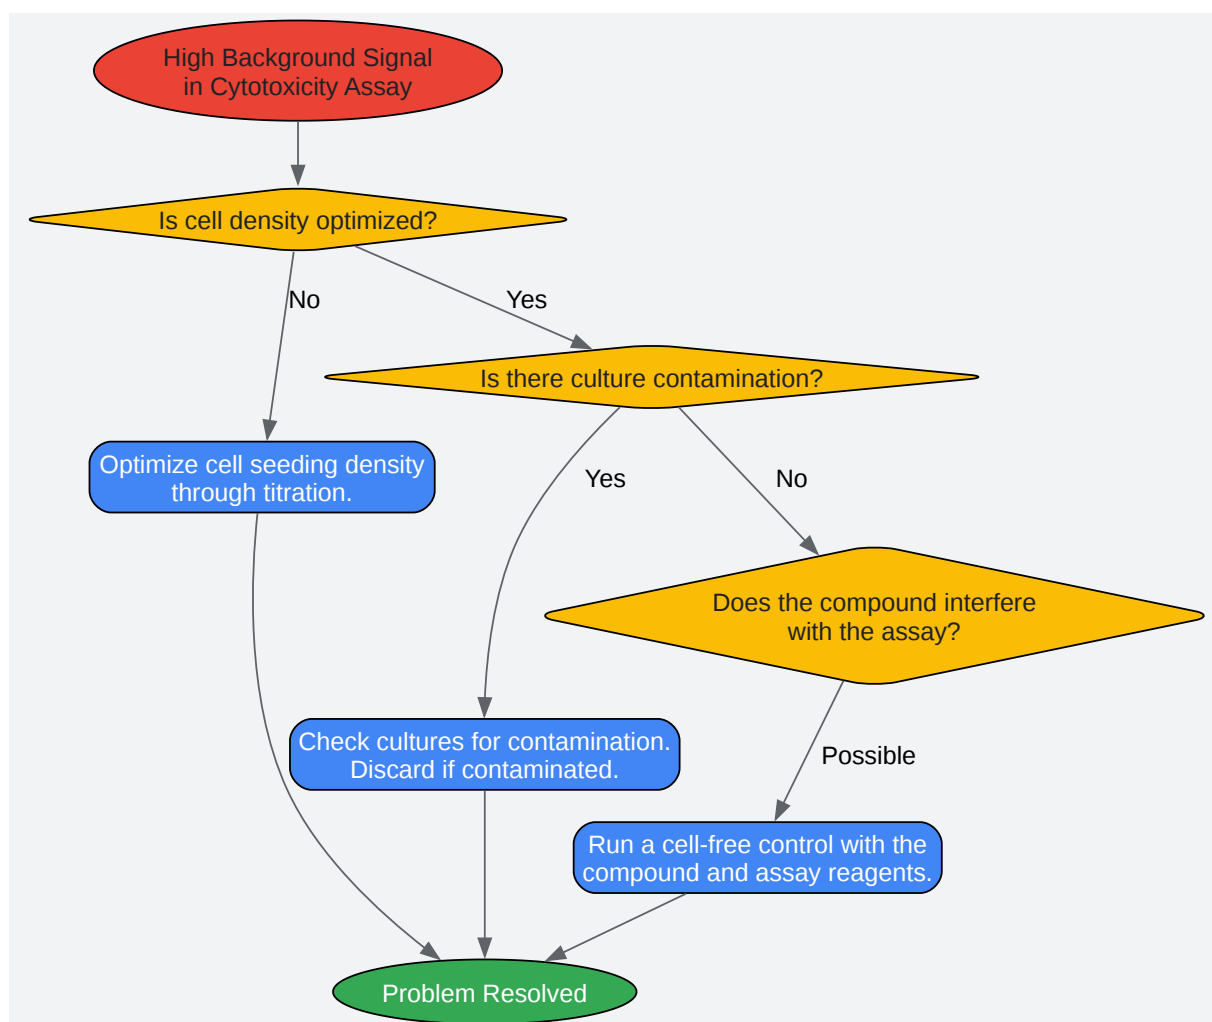 High Background Signal
in Cytotoxicity Assay
Is cell density optimized?
No
Yes
Is there culture contamination?
Optimize cell seeding density
through titration.
Yes
No
Does the compound interfere
with the assay?
Check cultures for contamination.
Discard if contaminated.
Possible
Run a cell-free control with the
compound and assay reagents.
Problem Resolved